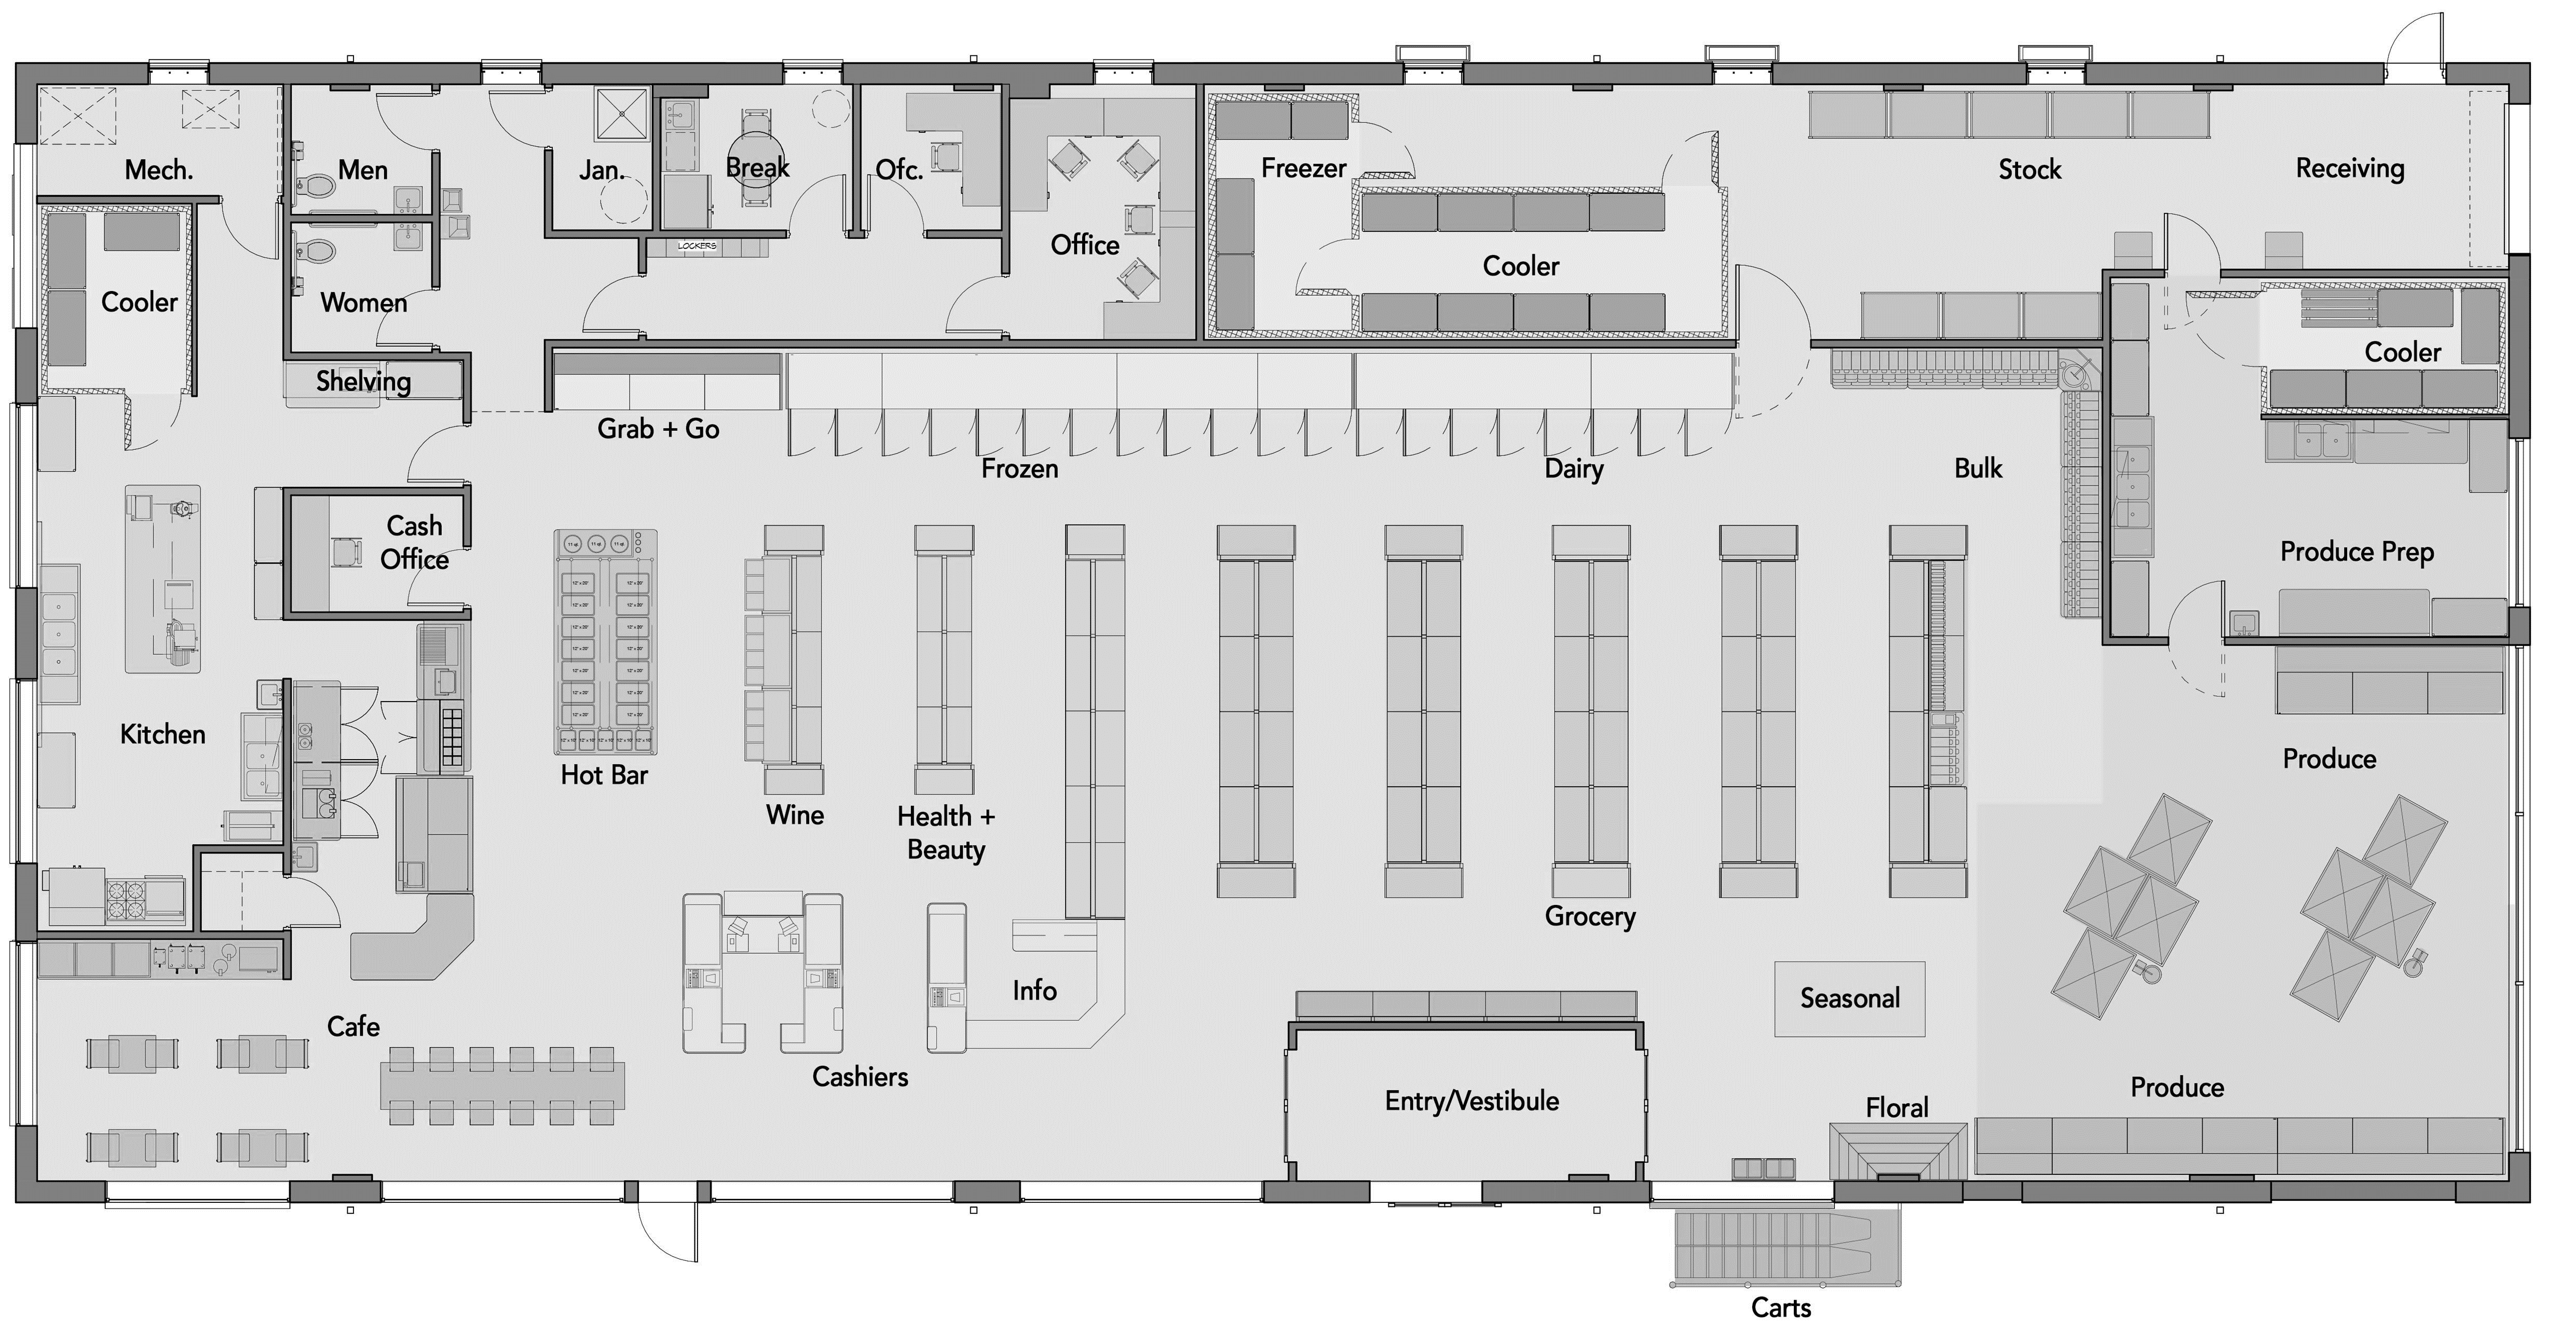 Mech.
Men
Jan.
Break
Ofc.
Freezer
Stock
Receiving
LOCKERS
Office
Cooler
Cooler
Women
Cooler
Shelving
Grab + Go
Frozen
Dairy
Bulk
Cash
Office
Produce Prep
Kitchen
Hot Bar
Wine
Health +
Beauty
Produce
Grocery
Info
Seasonal
Cafe
Cashiers
Entry/Vestibule
Floral
Produce
Carts